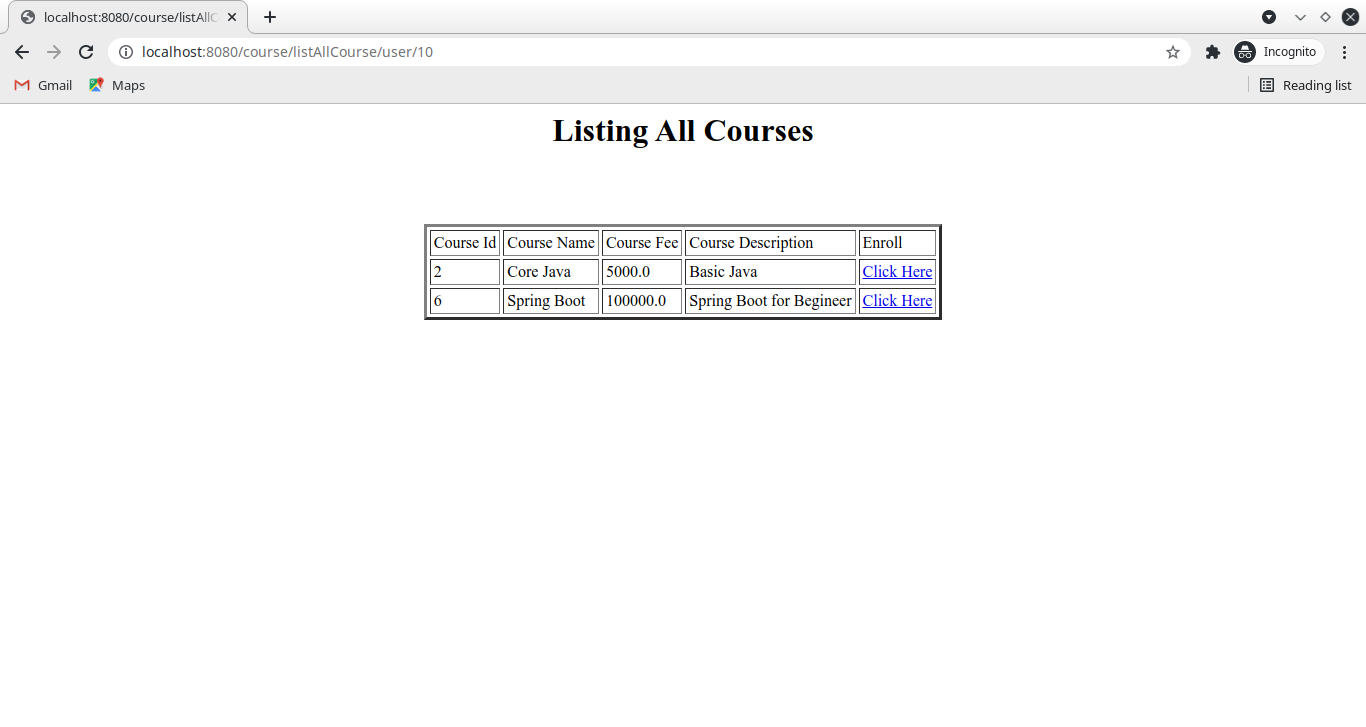 localhost:8080/course/listAllC
localhost:8080/course/listAllCourse/user/10
Incognito
Gmail Maps Reading list
Listing All Courses
Course Id Course Name Course Fee Course Description Enroll
2 Core Java 5000.0 Basic Java Click Here
6 Spring Boot 100000.0 Spring Boot for Begineer Click Here